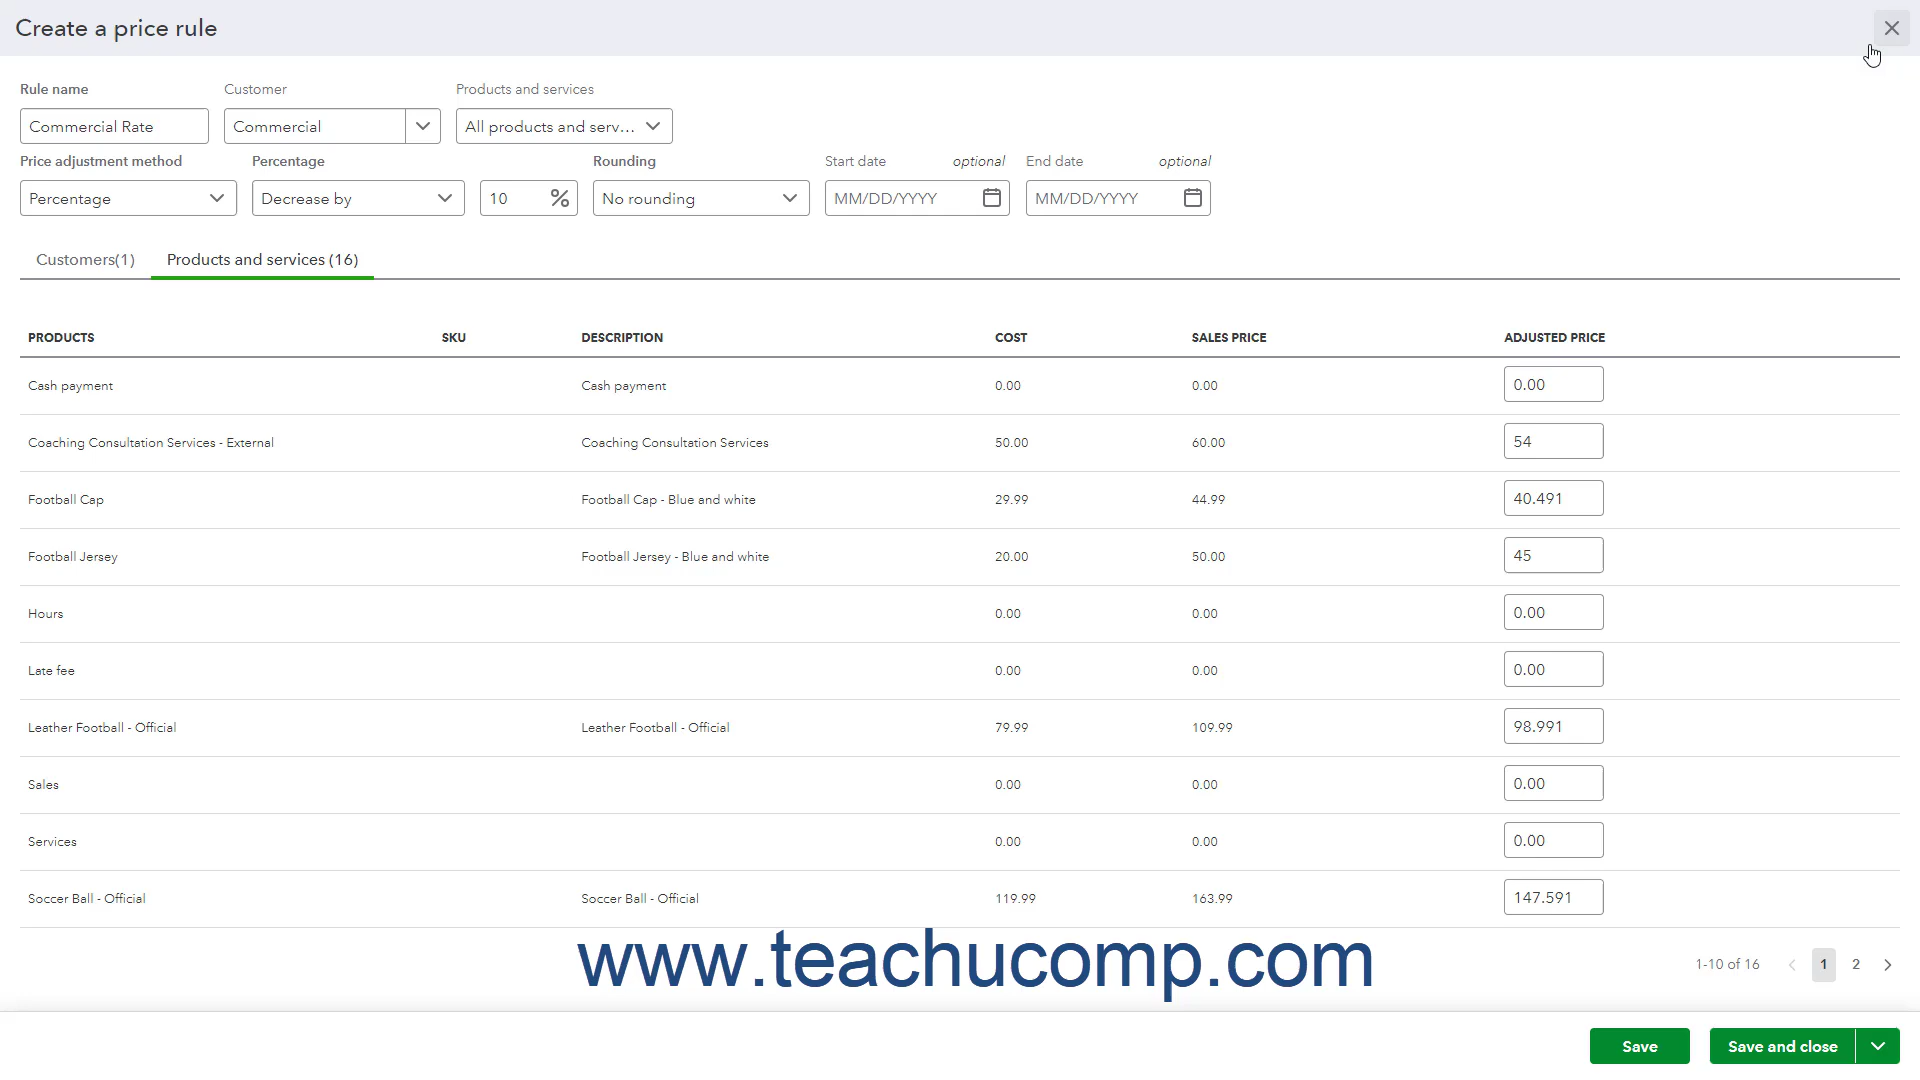 Create a price rule
Rule name Customer Products and services
Commercial Rate Commercial All products and serv...
Price adjustment method Percentage Rounding Start date optional End date optional
Percentage Decrease by 10 % No rounding MM/DD/YYYY MM/DD/YYYY
Customers(1) Products and services (16)
PRODUCTS SKU DESCRIPTION COST SALES PRICE ADJUSTED PRICE
Cash payment Cash payment 0.00 0.00 0.00
Coaching Consultation Services - External Coaching Consultation Services 50.00 60.00 54
Football Cap Football Cap - Blue and white 29.99 44.99 40.491
Football Jersey Football Jersey - Blue and white 20.00 50.00 45
Hours 0.00 0.00 0.00
Late fee 0.00 0.00 0.00
Leather Football - Official Leather Football - Official 79.99 109.99 98.991
Sales 0.00 0.00 0.00
Services 0.00 0.00 0.00
Soccer Ball - Official Soccer Ball - Official 119.99 163.99 147.591
www.teachucomp.com
1-10 of 16 1 2
Save Save and close